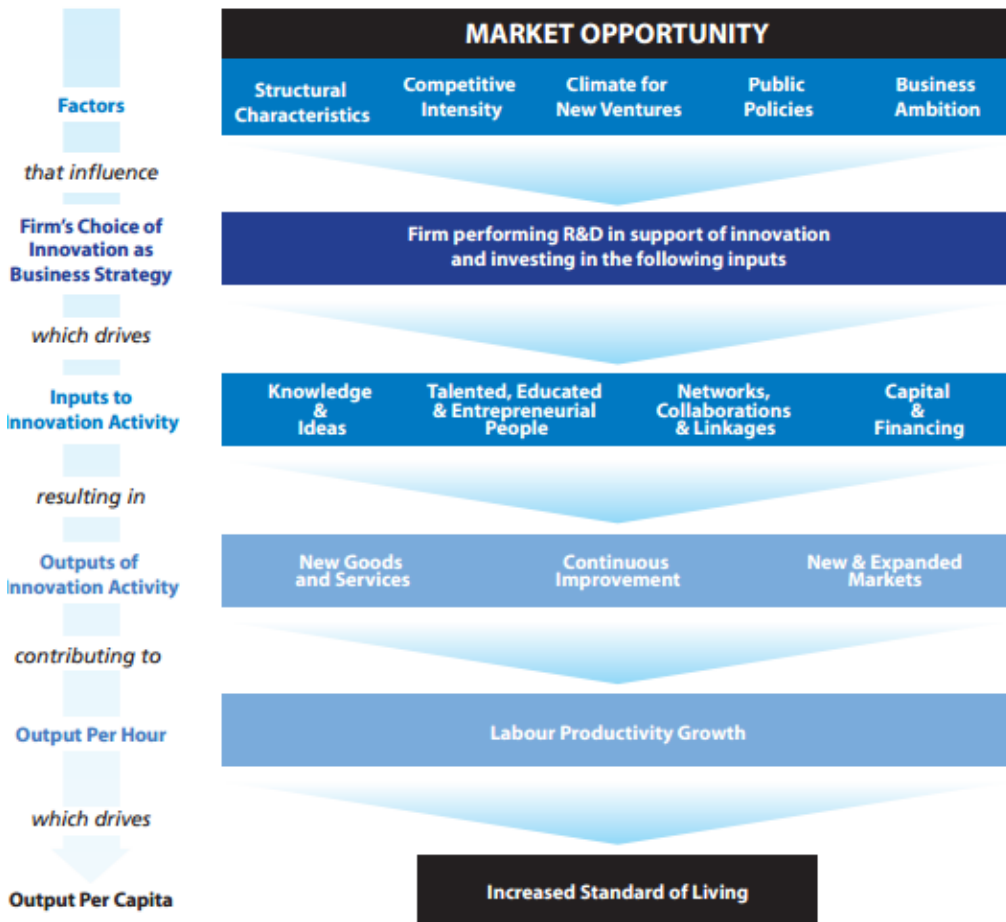 MARKET OPPORTUNITY
Factors
Structural
Characteristics
Competitive
Intensity
Climate for
New Ventures
Public
Policies
Business
Ambition
that influence
Firm's Choice of
Innovation as
Business Strategy
Firm performing R&D in support of innovation
and investing in the following inputs
which drives
Inputs to
Innovation Activity
Knowledge
&
Ideas
Talented, Educated
& Entrepreneurial
People
Networks,
Collaborations
& Linkages
Capital
&
Financing
resulting in
Outputs of
Innovation Activity
New Goods
and Services
Continuous
Improvement
New & Expanded
Markets
contributing to
Output Per Hour
Labour Productivity Growth
which drives
Output Per Capita
Increased Standard of Living